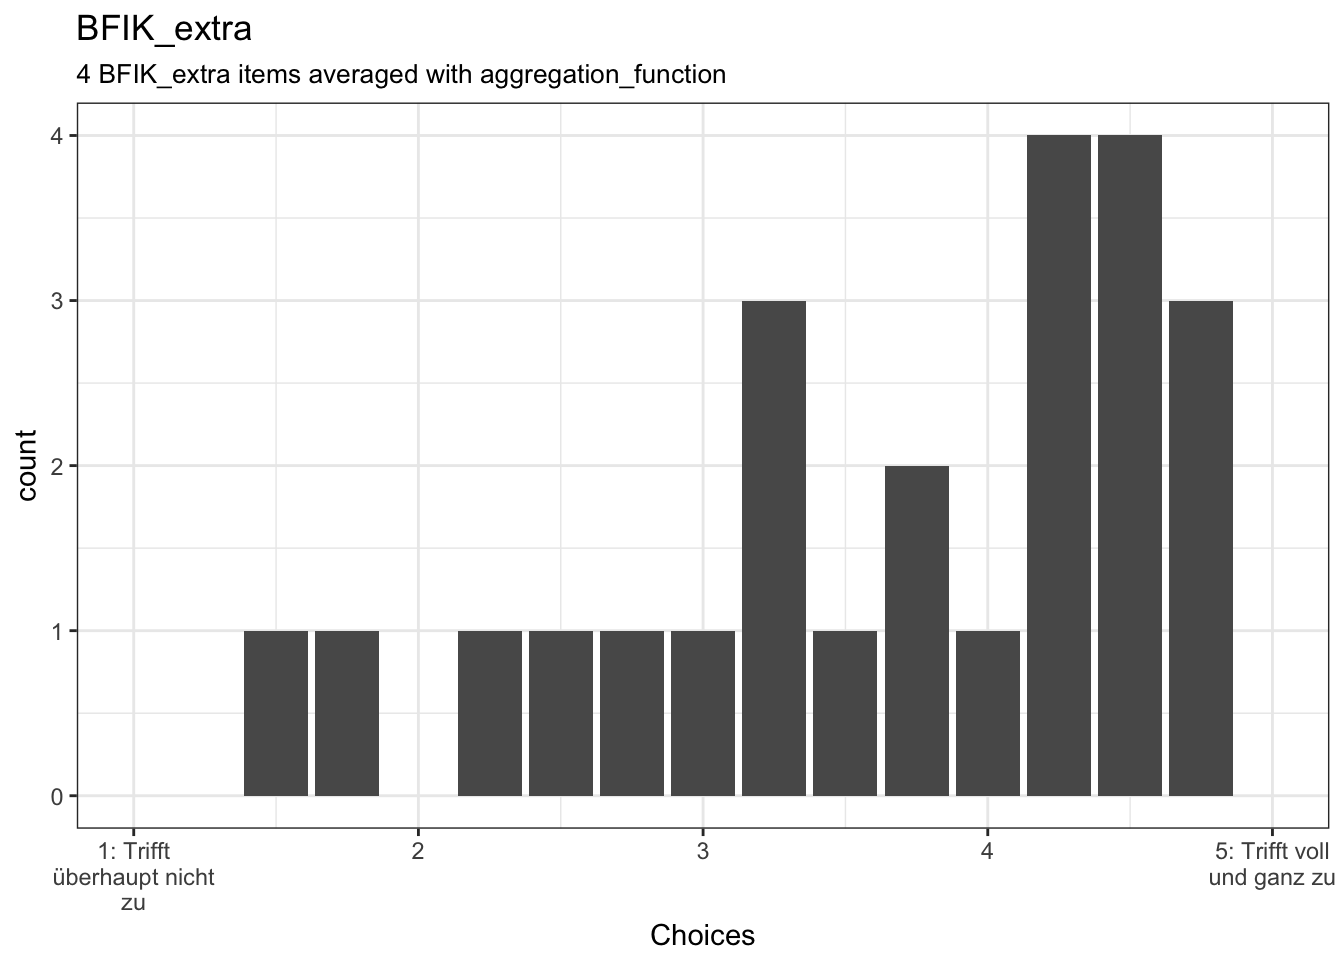 BFIK_extra
4 BFIK_extra items averaged with aggregation_function
4
3
2
1
0
count
1: Trifft
überhaupt nicht
zu
2
3
4
5: Trifft voll
und ganz zu
Choices